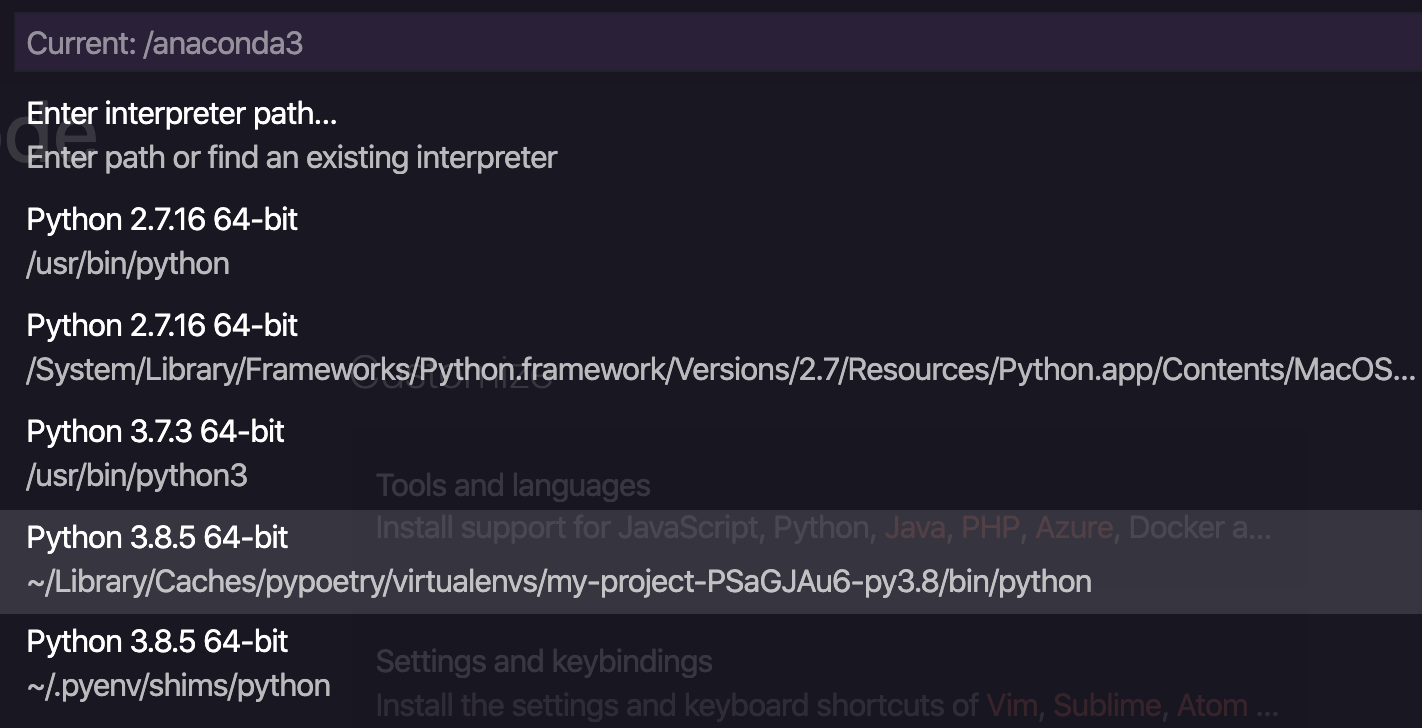 Current: /anaconda3
Enter interpreter path...
Enter path or find an existing interpreter
Python 2.7.16 64-bit
/usr/bin/python
Python 2.7.16 64-bit
/System/Library/Frameworks/Python.framework/Versions/2.7/Resources/Python.app/Contents/MacOS...
Customize
Python 3.7.3 64-bit
/usr/bin/python3
Tools and languages
Install support for JavaScript, Python, Java, PHP, Azure, Docker a...
Python 3.8.5 64-bit
~/Library/Caches/pypoetry/virtualenvs/my-project-PSaGJAu6-py3.8/bin/python
Python 3.8.5 64-bit
~/.pyenv/shims/python
Settings and keybindings
Install the settings and keyboard shortcuts of Vim, Sublime, Atom ...